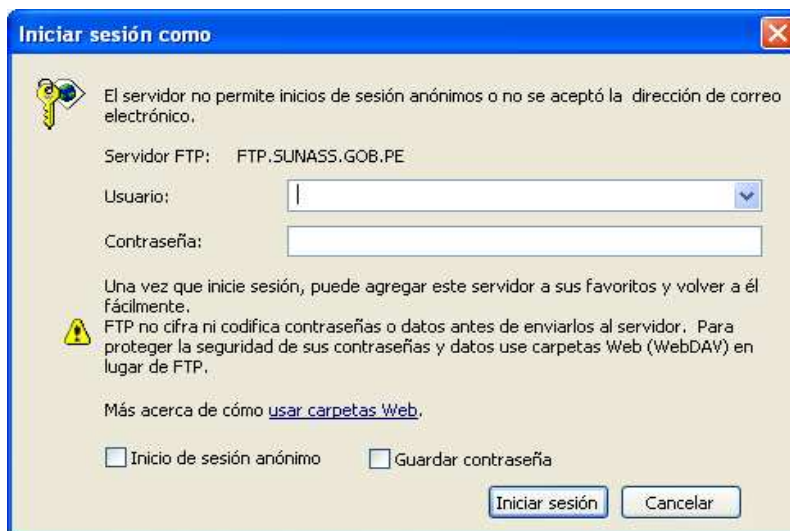 Iniciar sesión como
El servidor no permite inicios de sesión anónimos o no se aceptó la dirección de correo
electrónico.
Servidor FTP: FTP.SUNASS.GOB.PE
Usuario:
Contraseña:
Una vez que inicie sesión, puede agregar este servidor a sus favoritos y volver a él
fácilmente.
FTP no cifra ni codifica contraseñas o datos antes de enviarlos al servidor. Para
proteger la seguridad de sus contraseñas y datos use carpetas Web (WebDAV) en
lugar de FTP.
Más acerca de cómo usar carpetas Web.
Inicio de sesión anónimo Guardar contraseña
Iniciar sesión Cancelar